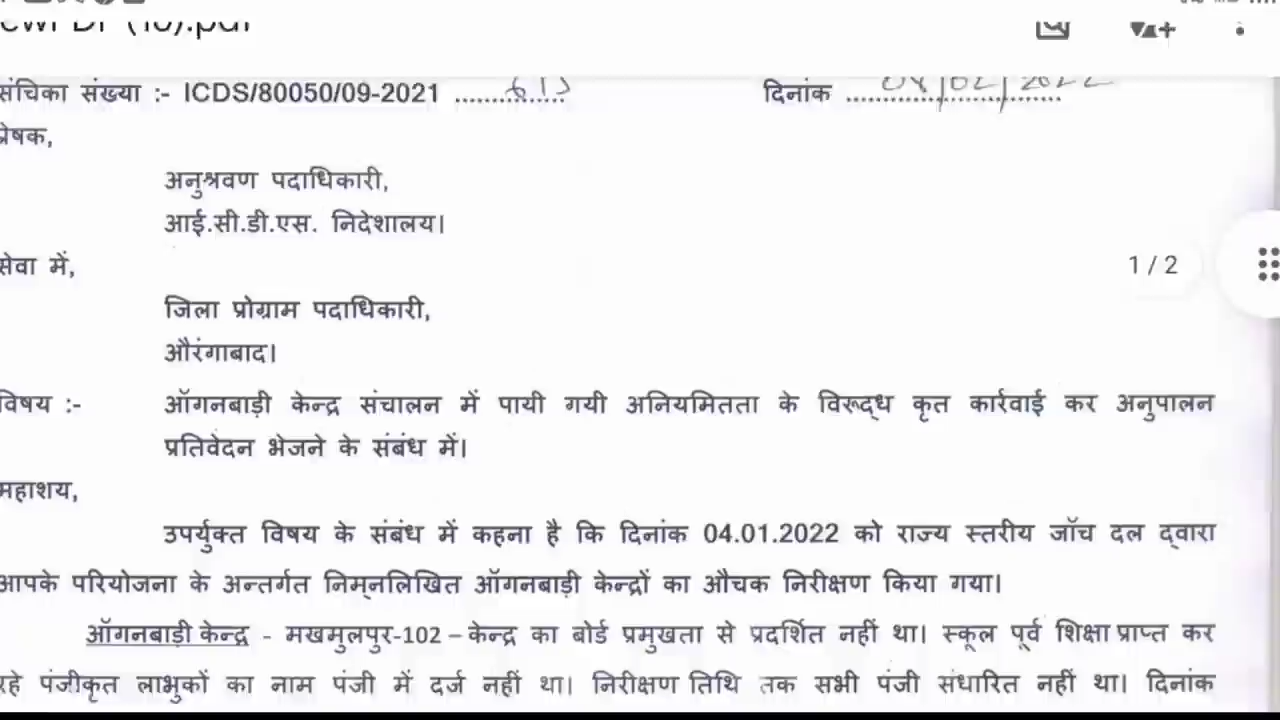 संचिका संख्या :- ICDS/80050/09-2021 ............ दिनांक ........................
प्रेषक,
अनुश्रवण पदाधिकारी,
आई.सी.डी.एस. निदेशालय।
सेवा में,
1 / 2
जिला प्रोग्राम पदाधिकारी,
औरंगाबाद।
विषय :- ऑगनबाड़ी केन्द्र संचालन में पायी गयी अनियमितता के विरूद्ध कृत कार्रवाई कर अनुपालन
प्रतिवेदन भेजने के संबंध में।
महाशय,
उपर्युक्त विषय के संबंध में कहना है कि दिनांक 04.01.2022 को राज्य स्तरीय जॉच दल द्वारा
आपके परियोजना के अन्तर्गत निम्नलिखित ऑगनबाड़ी केन्द्रों का औचक निरीक्षण किया गया।
ऑगनबाड़ी केन्द्र - मखमुलपुर-102 – केन्द्र का बोर्ड प्रमुखता से प्रदर्शित नहीं था। स्कूल पूर्व शिक्षा प्राप्त कर
रहे पंजीकृत लाभुकों का नाम पंजी में दर्ज नहीं था। निरीक्षण तिथि तक सभी पंजी संधारित नहीं था। दिनांक